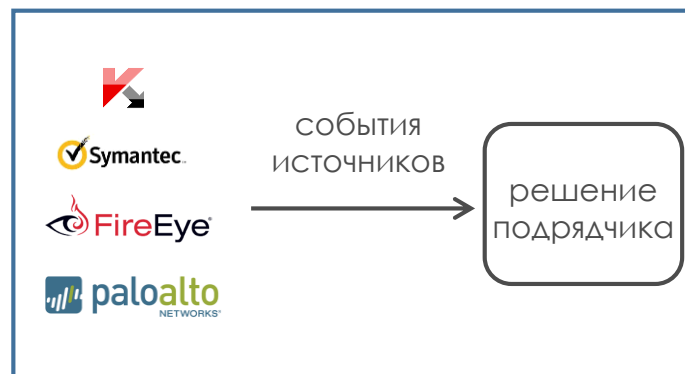 Symantec.
FireEye®
paloalto
NETWORKS®
события
источников
решение
подрядчика